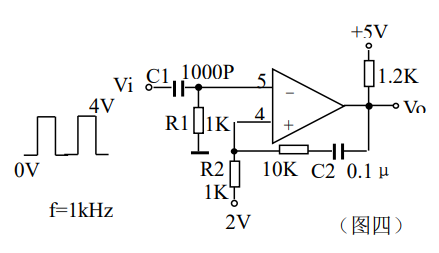 +5V
Vi
C1
1000P
5
−
1.2K
4V
R1
1K
4
+
Vo
0V
R2
1K
10K
C2
0.1 μ
f=1kHz
2V
（图四）